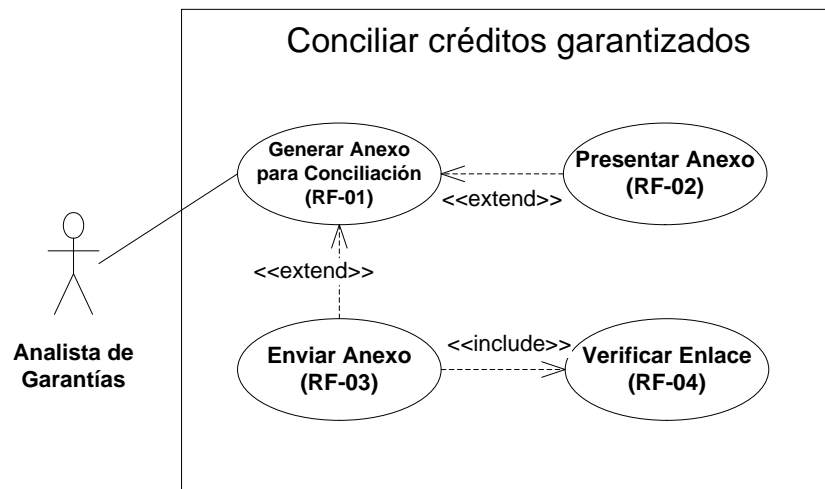 Conciliar créditos garantizados
Generar Anexo
para Conciliación
(RF-01)
Presentar Anexo
(RF-02)
<<extend>>
<<extend>>
Analista de
Garantías
Enviar Anexo
(RF-03)
<<include>>
Verificar Enlace
(RF-04)